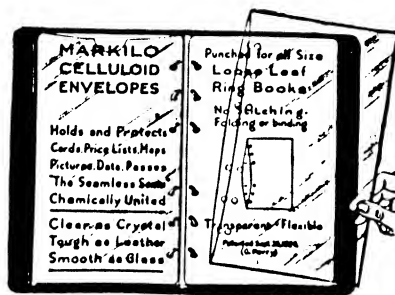 MARKILO
CELLULOID
ENVELOPES
Holds and Protects
Cards, Price Lists, Maps
Pictures, Data, Passes
The Seamless Seams
Chemically United
Clear as Crystal
Tough as Leather
Smooth as Glass
Punched for all Size
Loose Leaf
Ring Books
No Stitching
Folding or binding
Transparent Flexible
Patented Sept.